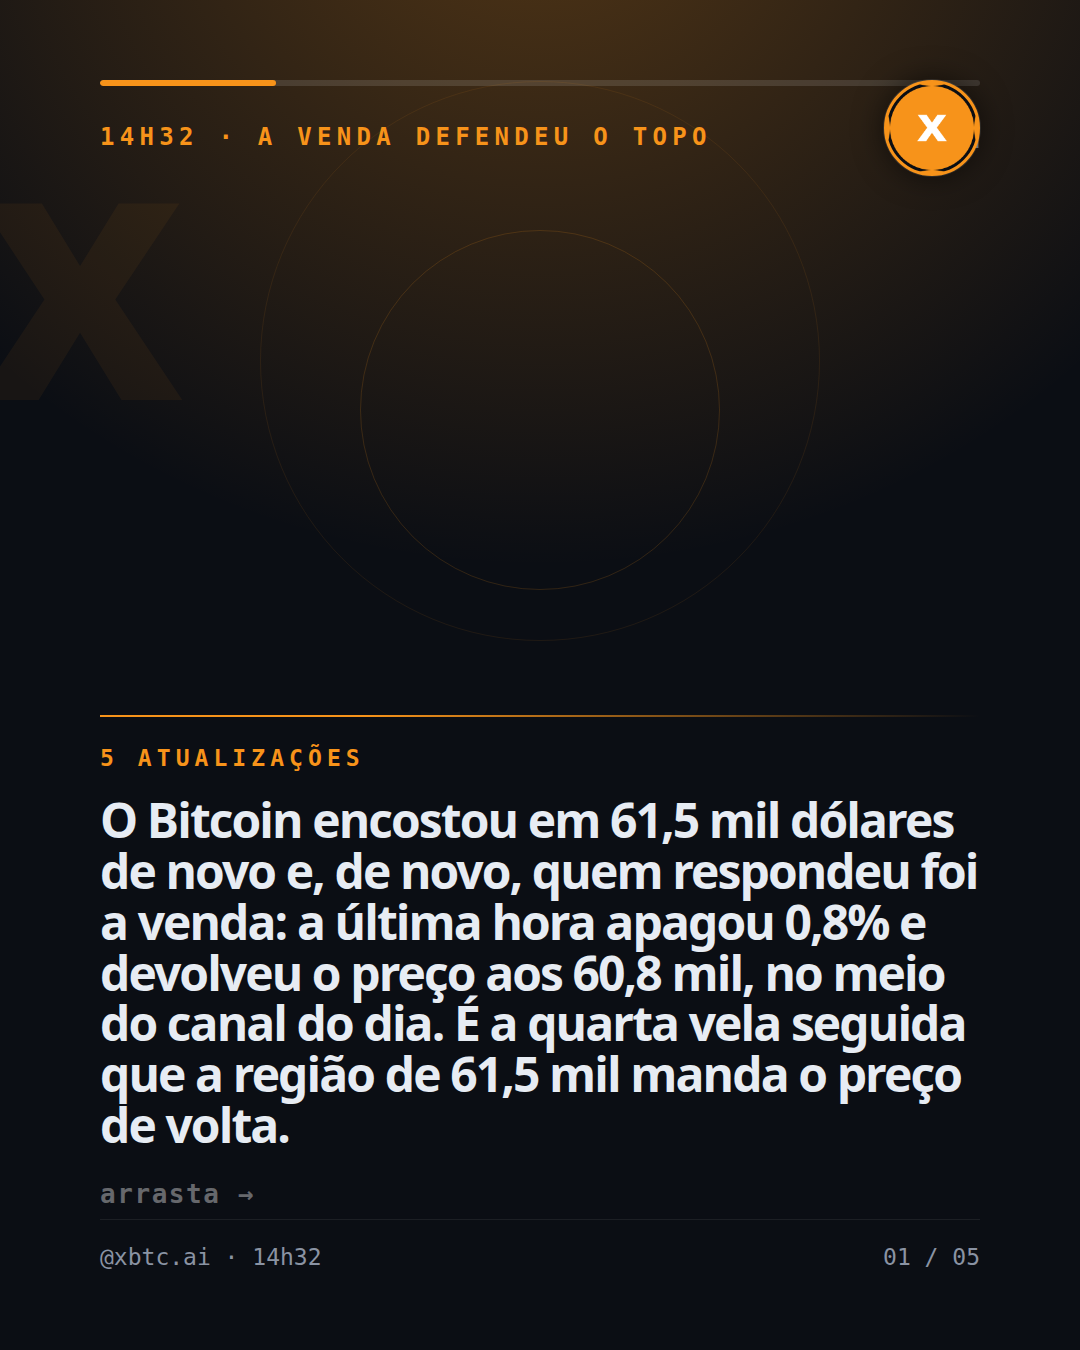 14H32 · A VENDA DEFENDEU O TOPO
X
X
5 ATUALIZAÇÕES
O Bitcoin encostou em 61,5 mil dólares
de novo e, de novo, quem respondeu foi
a venda: a última hora apagou 0,8% e
devolveu o preço aos 60,8 mil, no meio
do canal do dia. É a quarta vela seguida
que a região de 61,5 mil manda o preço
de volta.
arrasta →
@xbtc.ai · 14h32
01 / 05